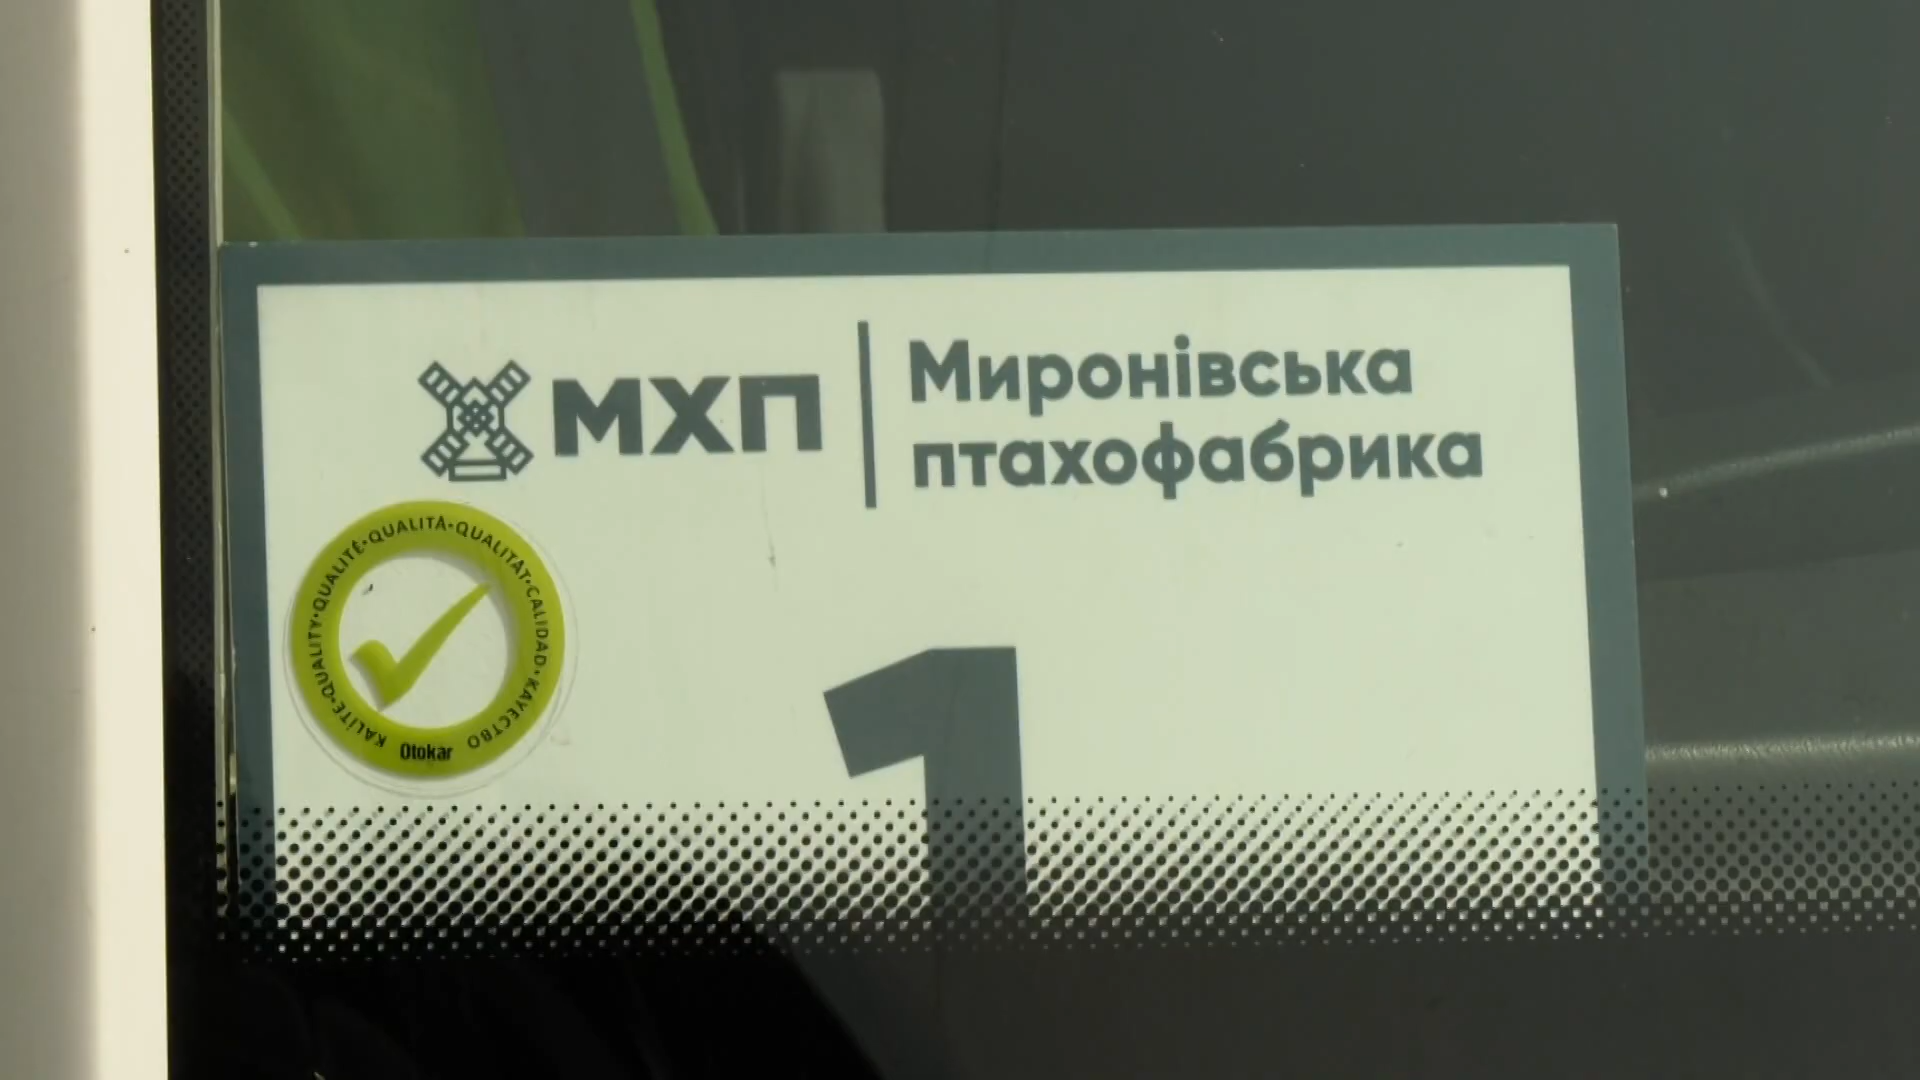 МХП
Миронівська
птахофабрика
KALİTE•QUALITY•QUALITÉ•QUALITÀ•QUALITAT•CALIDAD•КАЧЕСТВО
Otokar
1